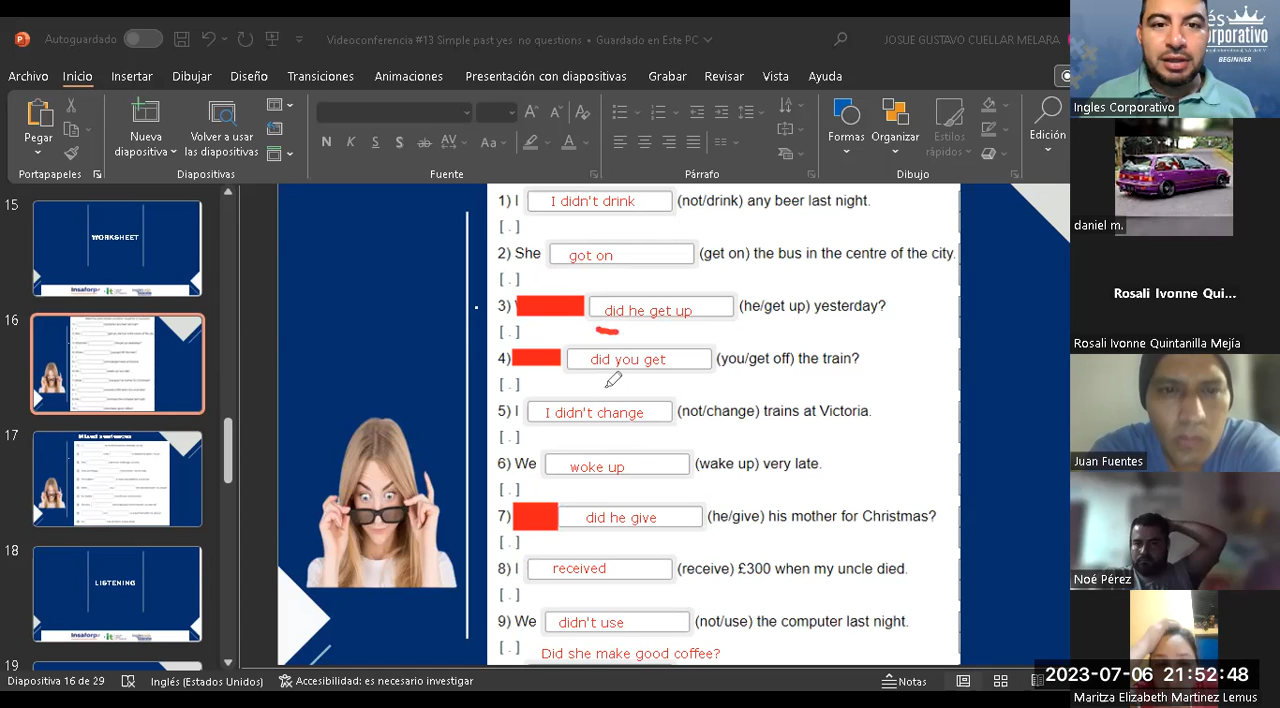 Autoguardado
Videoconferencia #13 Simple past yes no questions • Guardado en Este PC
JOSUE GUSTAVO CUELLAR MELARA
Archivo Inicio Insertar Dibujar Diseño Transiciones Animaciones Presentación con diapositivas Grabar Revisar Vista Ayuda
Pegar
Nueva diapositiva
Volver a usar las diapositivas
Formas
Organizar
Estilos rápidos
Edición
Portapapeles
Diapositivas
Fuente
Párrafo
Dibujo
15
WORKSHEET
16
17
18
LISTENING
19
1) I I didn't drink (not/drink) any beer last night.
[ . ]
2) She got on (get on) the bus in the centre of the city.
[ . ]
3) did he get up (he/get up) yesterday?
[ . ]
4) did you get (you/get off) the train?
[ . ]
5) I I didn't change (not/change) trains at Victoria.
[ . ]
6) We woke up (wake up) very late.
[ . ]
7) did he give (he/give) his mother for Christmas?
[ . ]
8) I received (receive) £300 when my uncle died.
[ . ]
9) We didn't use (not/use) the computer last night.
[ . ]
Did she make good coffee?
Diapositiva 16 de 29
Inglés (Estados Unidos)
Accesibilidad: es necesario investigar
Notas
BEGINNER
Ingles Corporativo
daniel m.
Rosali Ivonne Qui...
Rosali Ivonne Quintanilla Mejía
Juan Fuentes
Noé Pérez
2023-07-06 21:52:48
Maritza Elizabeth Martinez Lemus